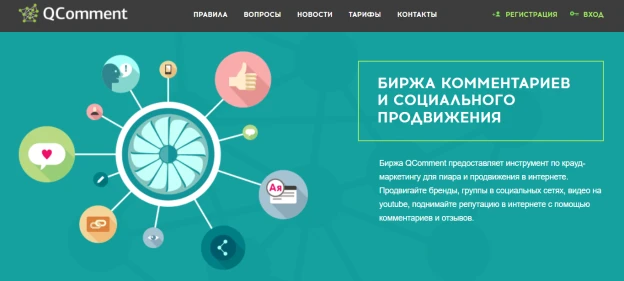 QComment
ПРАВИЛА ВОПРОСЫ НОВОСТИ ТАРИФЫ КОНТАКТЫ РЕГИСТРАЦИЯ ВХОД
БИРЖА КОММЕНТАРИЕВ
И СОЦИАЛЬНОГО
ПРОДВИЖЕНИЯ
Биржа QComment предоставляет инструмент по крауд-
маркетингу для пиара и продвижения в интернете.
Продвигайте бренды, группы в социальных сетях, видео на
youtube, поднимайте репутацию в интернете с помощью
комментариев и отзывов.
!
Ая